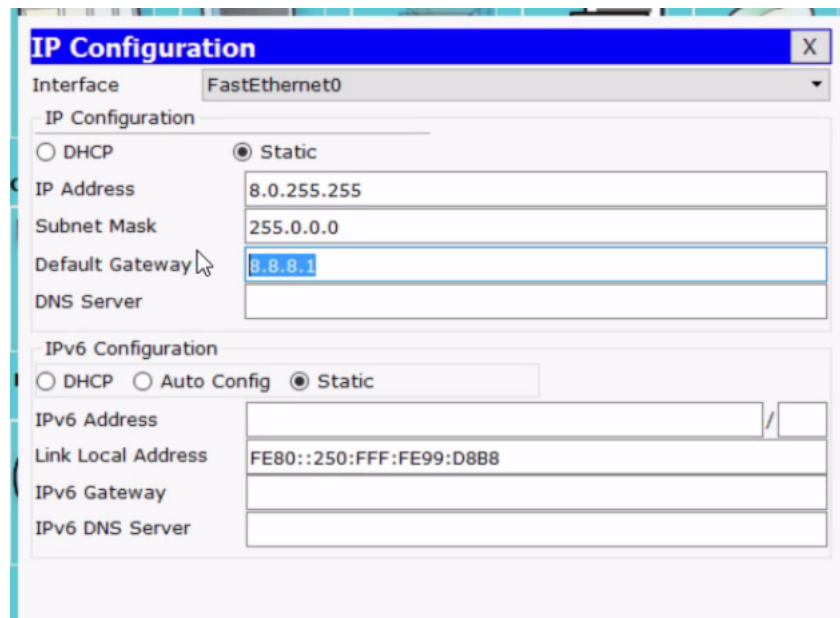 IP Configuration X
Interface FastEthernet0
IP Configuration
DHCP Static
IP Address 8.0.255.255
Subnet Mask 255.0.0.0
Default Gateway 8.8.8.1
DNS Server
IPv6 Configuration
DHCP Auto Config Static
IPv6 Address /
Link Local Address FE80::250:FFF:FE99:D8B8
IPv6 Gateway
IPv6 DNS Server